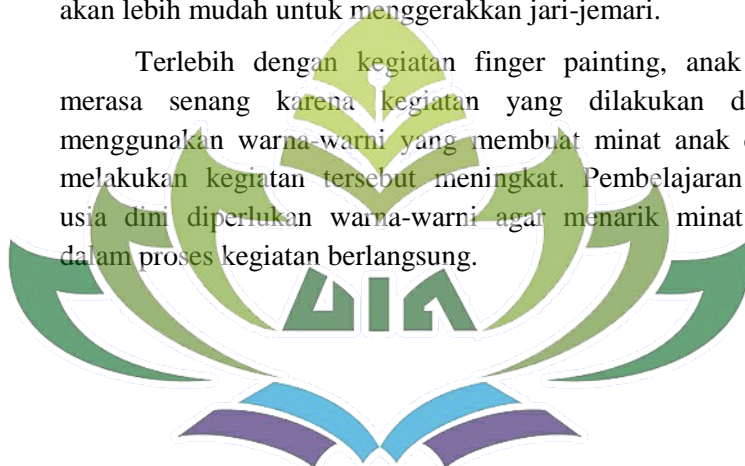 akan lebih mudah untuk menggerakkan jari-jemari.
Terlebih dengan kegiatan finger painting, anak
merasa senang karena kegiatan yang dilakukan d
menggunakan warna-warni yang membuat minat anak
melakukan kegiatan tersebut meningkat. Pembelajaran
usia dini diperlukan warna-warni agar menarik minat
dalam proses kegiatan berlangsung.
UIN